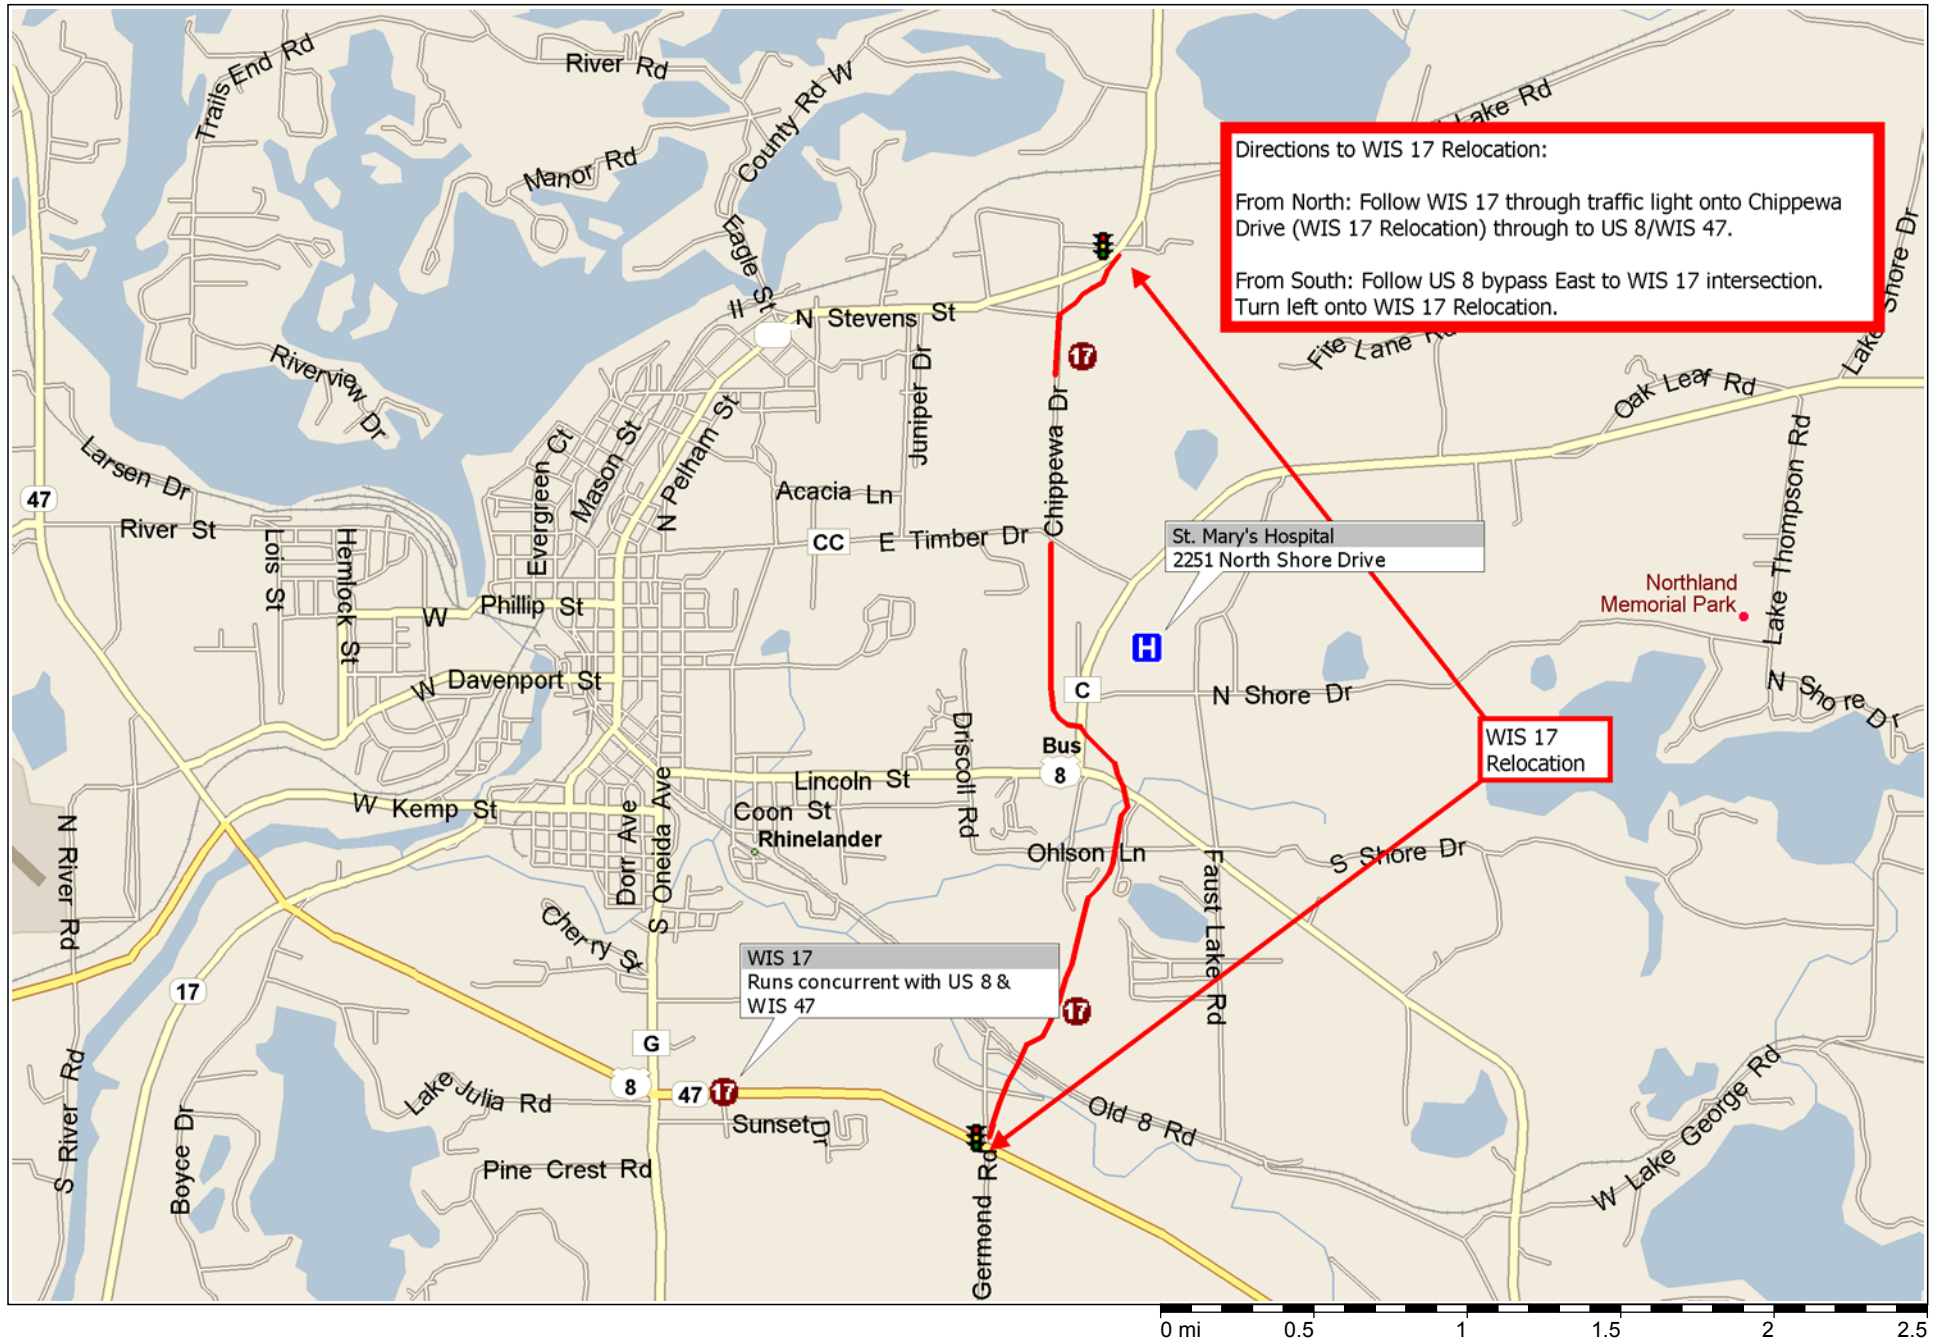 Trails End Rd
River Rd
County Rd W
Manor Rd
Eagle St
II
Lake Rd
Directions to WIS 17 Relocation:
From North: Follow WIS 17 through traffic light onto Chippewa
Drive (WIS 17 Relocation) through to US 8/WIS 47.
From South: Follow US 8 bypass East to WIS 17 intersection.
Turn left onto WIS 17 Relocation.
Lake Shore Dr
Fire Lane Rd
N Stevens St
17
Riverview Dr
Juniper Dr
Oak Leaf Rd
Larsen Dr
Evergreen Ct
Mason St
N Pelham St
Chippewa Dr
Lake Thompson Rd
47
Acacia Ln
River St
Lois St
Hemlock St
CC
E Timber Dr
St. Mary's Hospital
2251 North Shore Drive
Northland
Memorial Park
W Phillip St
H
W Davenport St
C
N Shore Dr
N Shore Dr
Driscoll Rd
Bus
8
WIS 17
Relocation
Lincoln St
W Kemp St
Coon St
Rhinelander
Dorr Ave
S Oneida Ave
N River Rd
Ohlson Ln
S Shore Dr
Faust Lake Rd
Cherry St
WIS 17
Runs concurrent with US 8 &
WIS 47
17
17
G
8
47
17
Lake Julia Rd
Sunset Dr
Old 8 Rd
W Lake George Rd
S River Rd
Boyce Dr
Pine Crest Rd
Germond Rd
0 mi 0.5 1 1.5 2 2.5